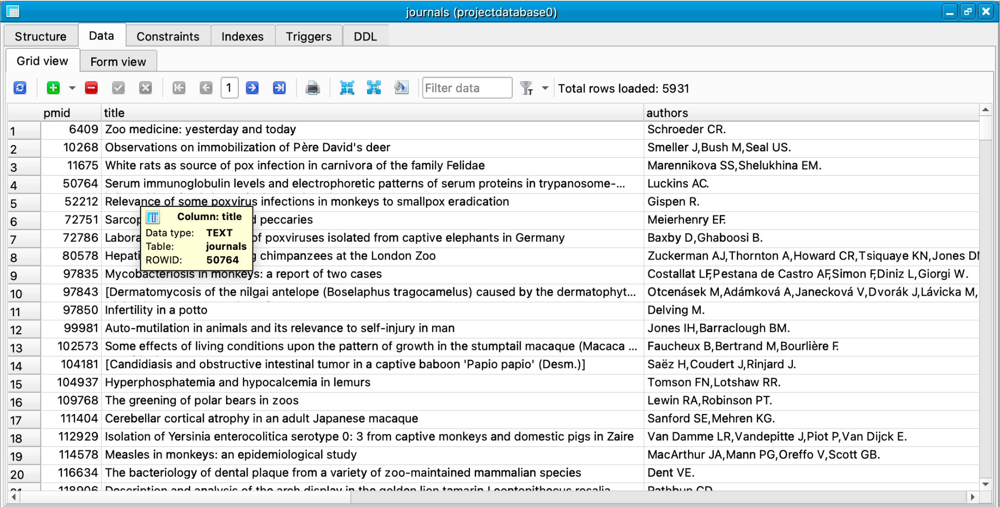 journals (projectdatabase0)
Structure Data Constraints Indexes Triggers DDL
Grid view Form view
1 Filter data T Total rows loaded: 5931
pmid title authors
1 6409 Zoo medicine: yesterday and today Schroeder CR.
2 10268 Observations on immobilization of Père David's deer Smeller J,Bush M,Seal US.
3 11675 White rats as source of pox infection in carnivora of the family Felidae Marennikova SS,Shelukhina EM.
4 50764 Serum immunoglobulin levels and electrophoretic patterns of serum proteins in trypanosome-... Luckins AC.
5 52212 Relevance of some poxvirus infections in monkeys to smallpox eradication Gispen R.
6 72751 peccaries Meierhenry EF.
7 72786 of poxviruses isolated from captive elephants in Germany Baxby D,Ghaboosi B.
8 80578 chimpanzees at the London Zoo Zuckerman AJ,Thornton A,Howard CR,Tsiquaye KN,Jones
Column: title
Data type: TEXT
Table: journals
ROWID: 50764
9 97835 Mycobacteriosis in monkeys: a report of two cases Costallat LF,Pestana de Castro AF,Simon F,Diniz L,Giorgi W.
10 97843 [Dermatomycosis of the nilgai antelope (Boselaphus tragocamelus) caused by the dermatophyt... Otcenásek M,Adámková A,Janecková V,Dvorák J,Lávicka M,
11 97850 Infertility in a potto Delving M.
12 99981 Auto-mutilation in animals and its relevance to self-injury in man Jones IH,Barraclough BM.
13 102573 Some effects of living conditions upon the pattern of growth in the stumptail macaque (Macaca ... Faucheux B,Bertrand M,Bourlière F.
14 104181 [Candidiasis and obstructive intestinal tumor in a captive baboon 'Papio papio' (Desm.)] Saëz H,Coudert J,Rinjard J.
15 104937 Hyperphosphatemia and hypocalcemia in lemurs Tomson FN,Lotshaw RR.
16 109768 The greening of polar bears in zoos Lewin RA,Robinson PT.
17 111404 Cerebellar cortical atrophy in an adult Japanese macaque Sanford SE,Mehren KG.
18 112929 Isolation of Yersinia enterocolitica serotype 0: 3 from captive monkeys and domestic pigs in Zaire Van Damme LR,Vandepitte J,Piot P,Van Dijck E.
19 114578 Measles in monkeys: an epidemiological study MacArthur JA,Mann PG,Oreffo V,Scott GB.
20 116634 The bacteriology of dental plaque from a variety of zoo-maintained mammalian species Dent VE.
118906 Description and analysis of the arch display in the golden lion tamarin Leontopithecus rosalia